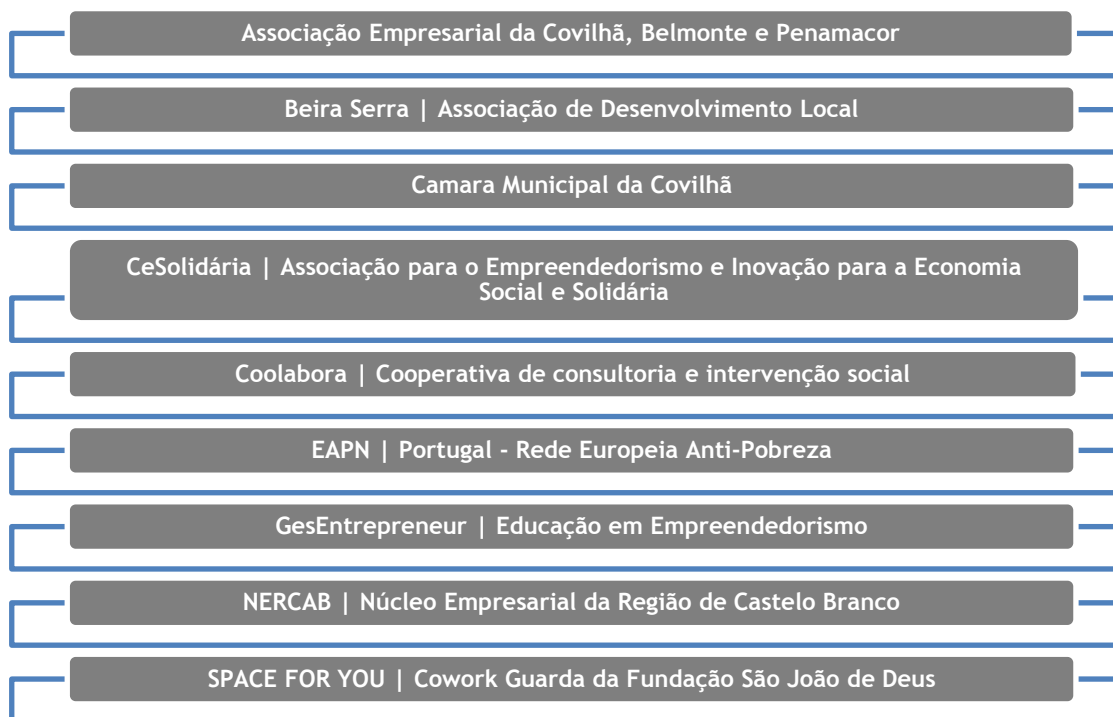 Associação Empresarial da Covilhã, Belmonte e Penamacor
Beira Serra | Associação de Desenvolvimento Local
Camara Municipal da Covilhã
CeSolidária | Associação para o Empreendedorismo e Inovação para a Economia
Social e Solidária
Coolabora | Cooperativa de consultoria e intervenção social
EAPN | Portugal - Rede Europeia Anti-Pobreza
GesEntrepreneur | Educação em Empreendedorismo
NERCAB | Núcleo Empresarial da Região de Castelo Branco
SPACE FOR YOU | Cowork Guarda da Fundação São João de Deus